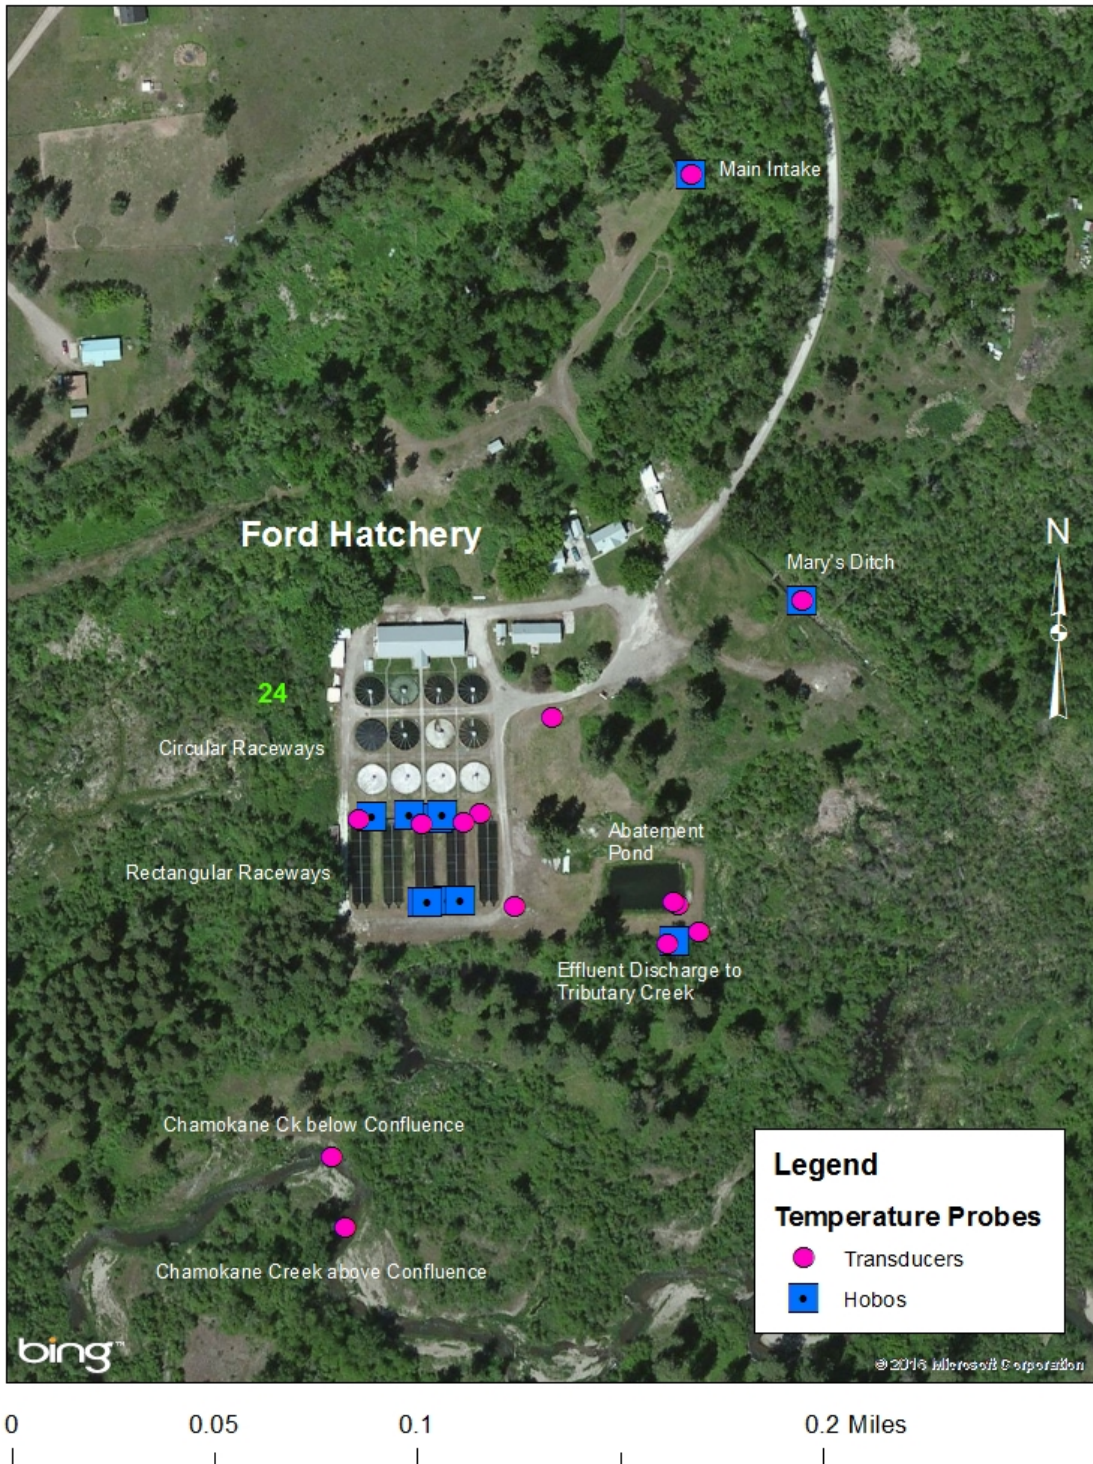 Main Intake
Ford Hatchery
N
Mary's Ditch
24
Circular Raceways
Abatement
Pond
Rectangular Raceways
Effluent Discharge to
Tributary Creek
Chamokane Ck below Confluence
Chamokane Creek above Confluence
Legend
Temperature Probes
Transducers
Hobos
bing™
© 2016 Microsoft Corporation
0 0.05 0.1 0.2 Miles